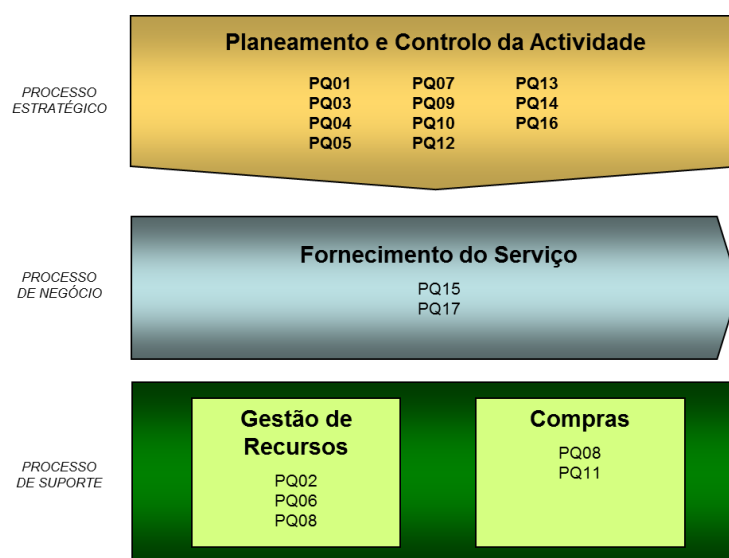 Planeamento e Controlo da Actividade
PROCESSO
ESTRATÉGICO
PQ01 PQ07 PQ13
PQ03 PQ09 PQ14
PQ04 PQ10 PQ16
PQ05 PQ12
Fornecimento do Serviço
PROCESSO
DE NEGÓCIO
PQ15
PQ17
PROCESSO
DE SUPORTE
Gestão de
Recursos
PQ02
PQ06
PQ08
Compras
PQ08
PQ11